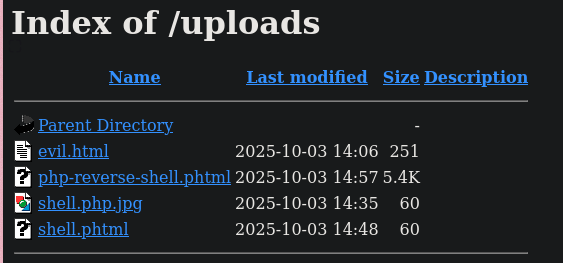 Index of /uploads
Name Last modified Size Description
Parent Directory -
evil.html 2025-10-03 14:06 251
php-reverse-shell.phtml 2025-10-03 14:57 5.4K
shell.php.jpg 2025-10-03 14:35 60
shell.phtml 2025-10-03 14:48 60